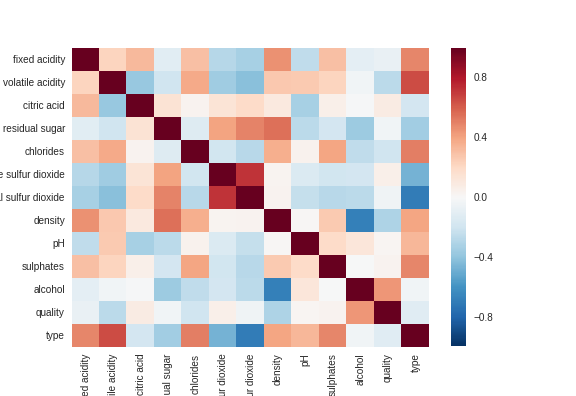 fixed acidity
volatile acidity
citric acid
residual sugar
chlorides
e sulfur dioxide
al sulfur dioxide
density
pH
sulphates
alcohol
quality
type
ed acidity
ile acidity
citric acid
ual sugar
chlorides
ur dioxide
ur dioxide
density
pH
sulphates
alcohol
quality
type
0.8
0.4
0.0
−0.4
−0.8